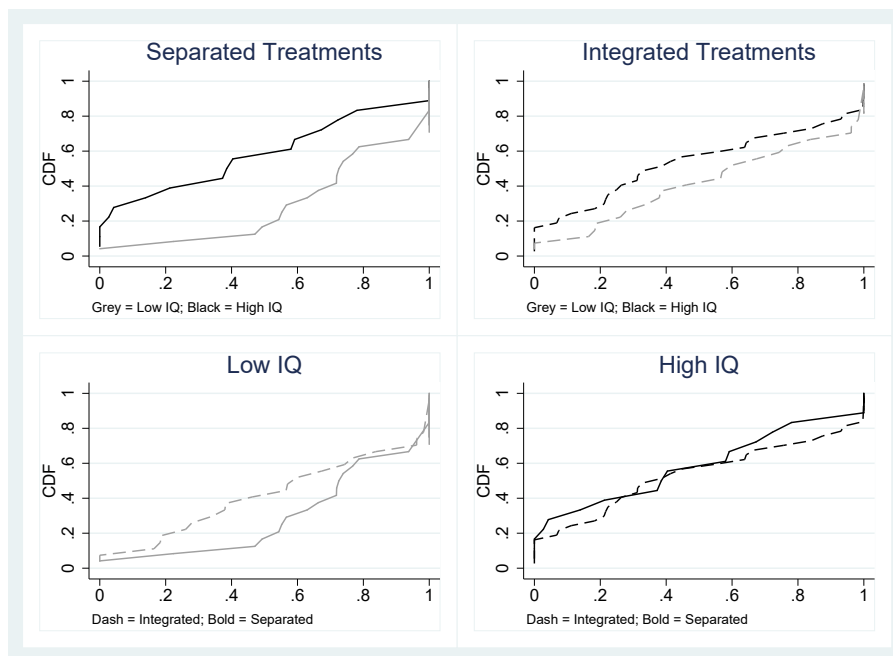 Separated Treatments
CDF
1
.8
.6
.4
.2
0
0 .2 .4 .6 .8 1
Grey = Low IQ; Black = High IQ
Integrated Treatments
CDF
1
.8
.6
.4
.2
0
0 .2 .4 .6 .8 1
Grey = Low IQ; Black = High IQ
Low IQ
CDF
1
.8
.6
.4
.2
0
0 .2 .4 .6 .8 1
Dash = Integrated; Bold = Separated
High IQ
CDF
1
.8
.6
.4
.2
0
0 .2 .4 .6 .8 1
Dash = Integrated; Bold = Separated